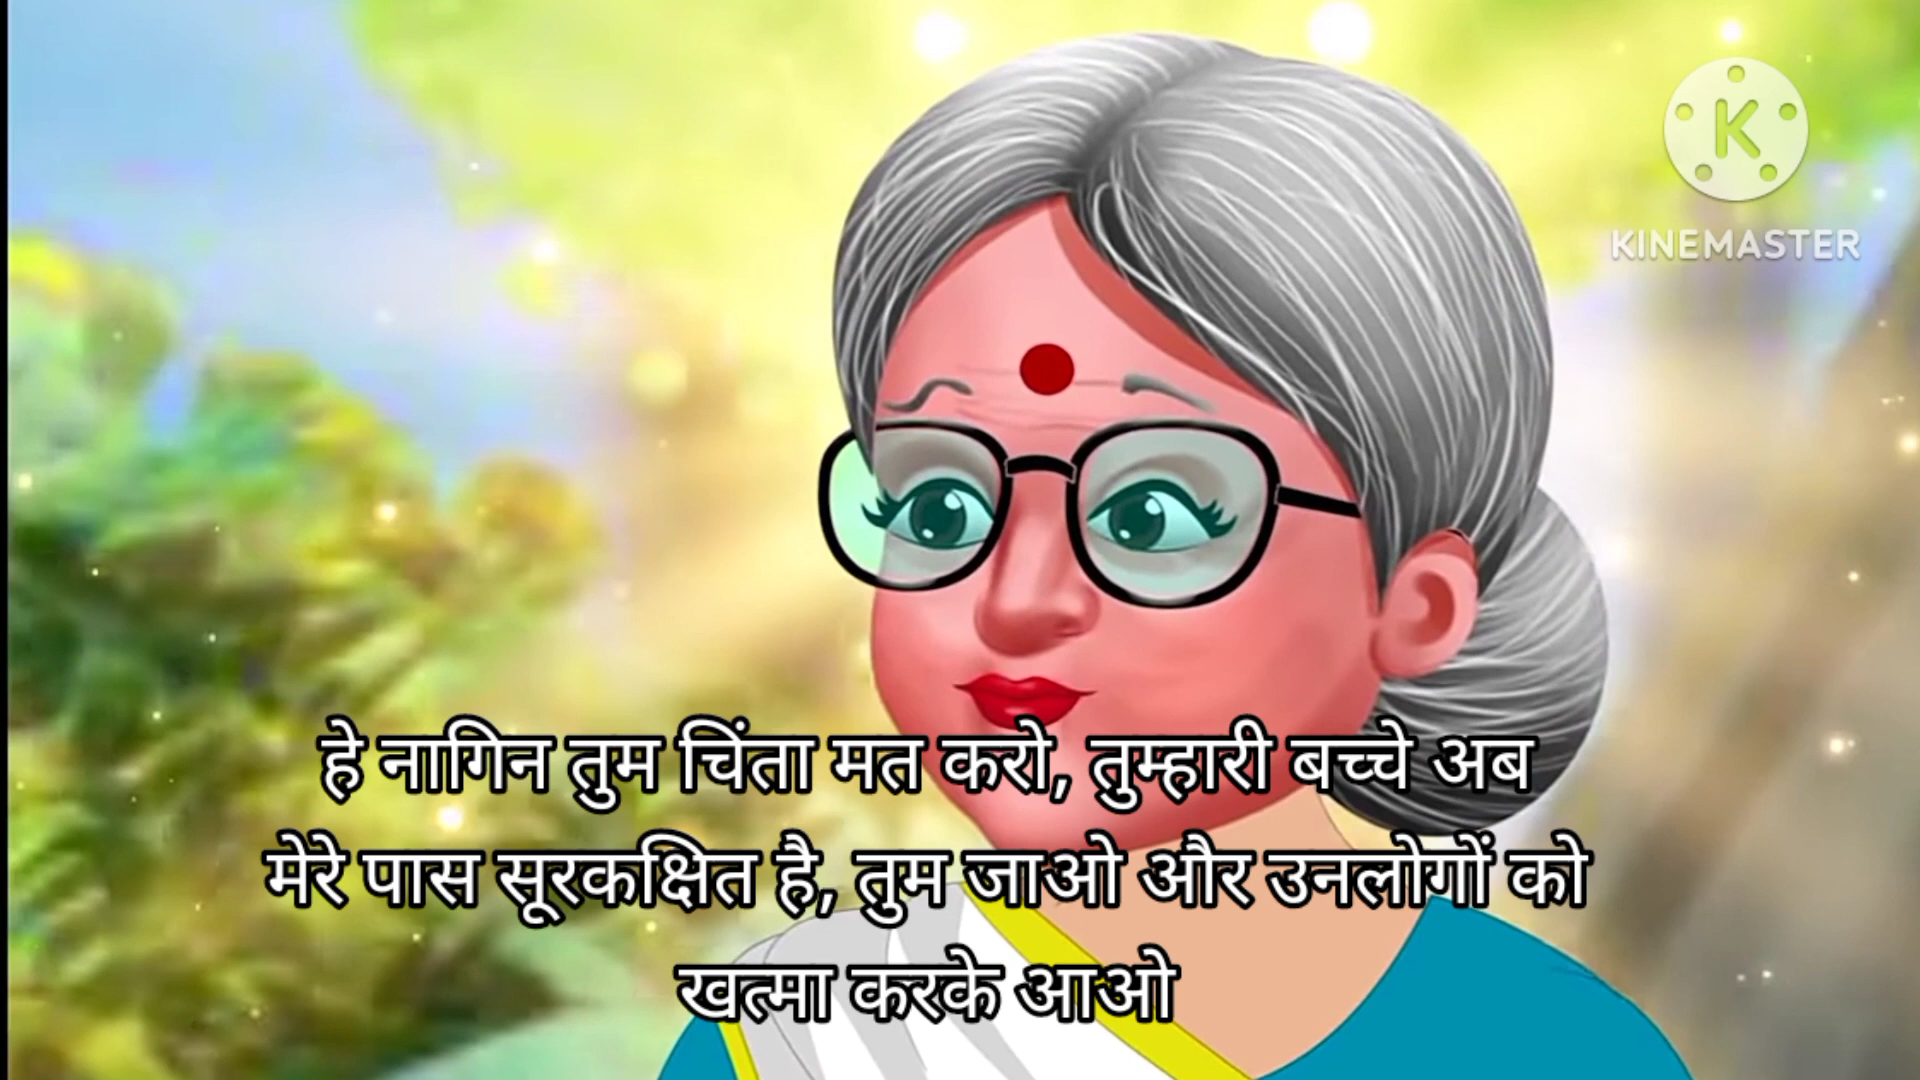 KINEMASTER
हे नागिन तुम चिंता मत करो, तुम्हारी बच्चे अब
मेरे पास सूरकक्षित है, तुम जाओ और उनलोगों को
खत्मा करके आओ